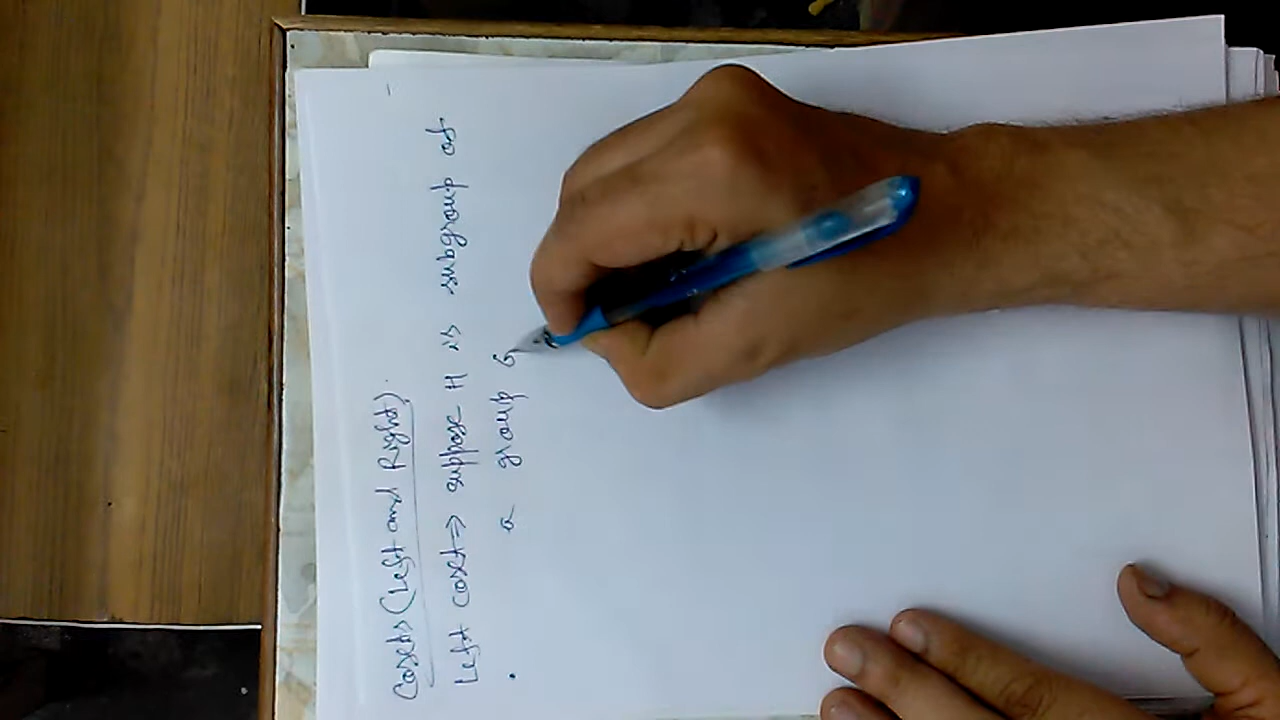 Cosets (Left and Right).
Left coset ⇒ suppose H is subgroup of
a group G